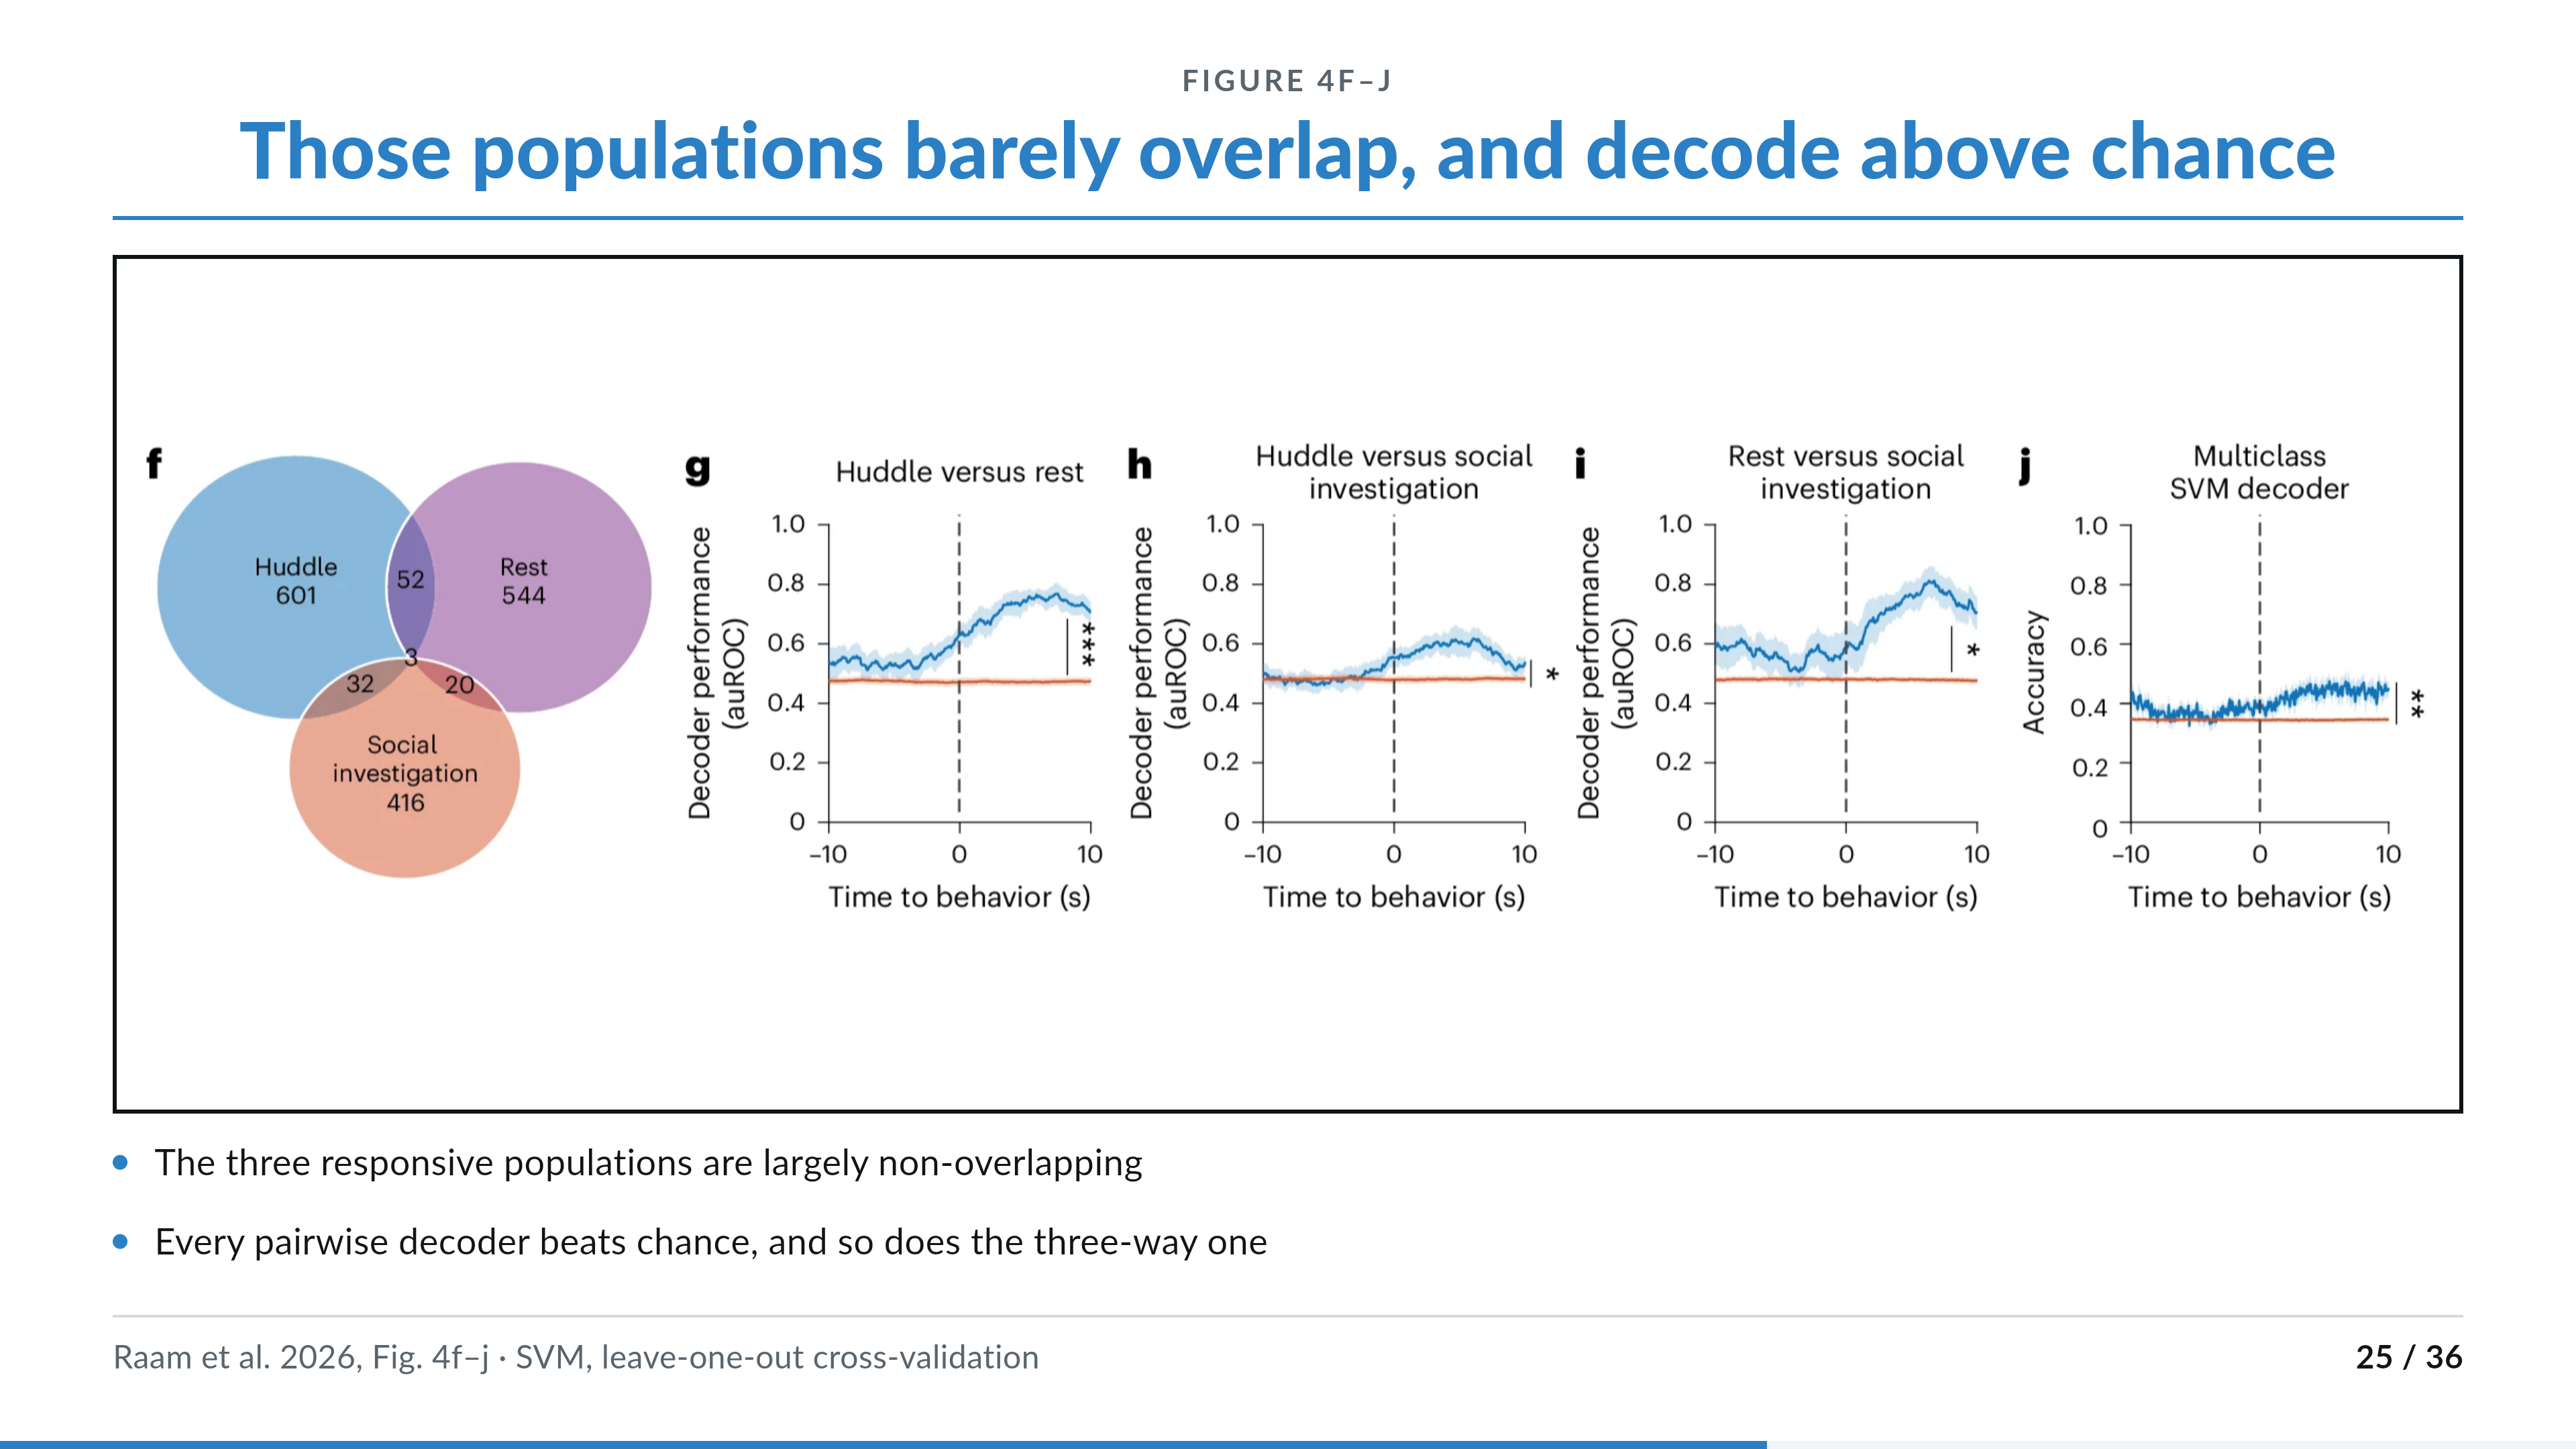 FIGURE 4F–J
Those populations barely overlap, and decode above chance
f
Huddle
601
52
Rest
544
3
32
20
Social
investigation
416
g
Huddle versus rest
Decoder performance
(auROC)
1.0
0.8
0.6
0.4
0.2
0
***
–10
0
10
Time to behavior (s)
h
Huddle versus social
investigation
Decoder performance
(auROC)
1.0
0.8
0.6
0.4
0.2
0
*
–10
0
10
Time to behavior (s)
i
Rest versus social
investigation
Decoder performance
(auROC)
1.0
0.8
0.6
0.4
0.2
0
*
–10
0
10
Time to behavior (s)
j
Multiclass
SVM decoder
Accuracy
1.0
0.8
0.6
0.4
0.2
0
**
–10
0
10
Time to behavior (s)
• The three responsive populations are largely non-overlapping
• Every pairwise decoder beats chance, and so does the three-way one
Raam et al. 2026, Fig. 4f–j · SVM, leave-one-out cross-validation
25 / 36